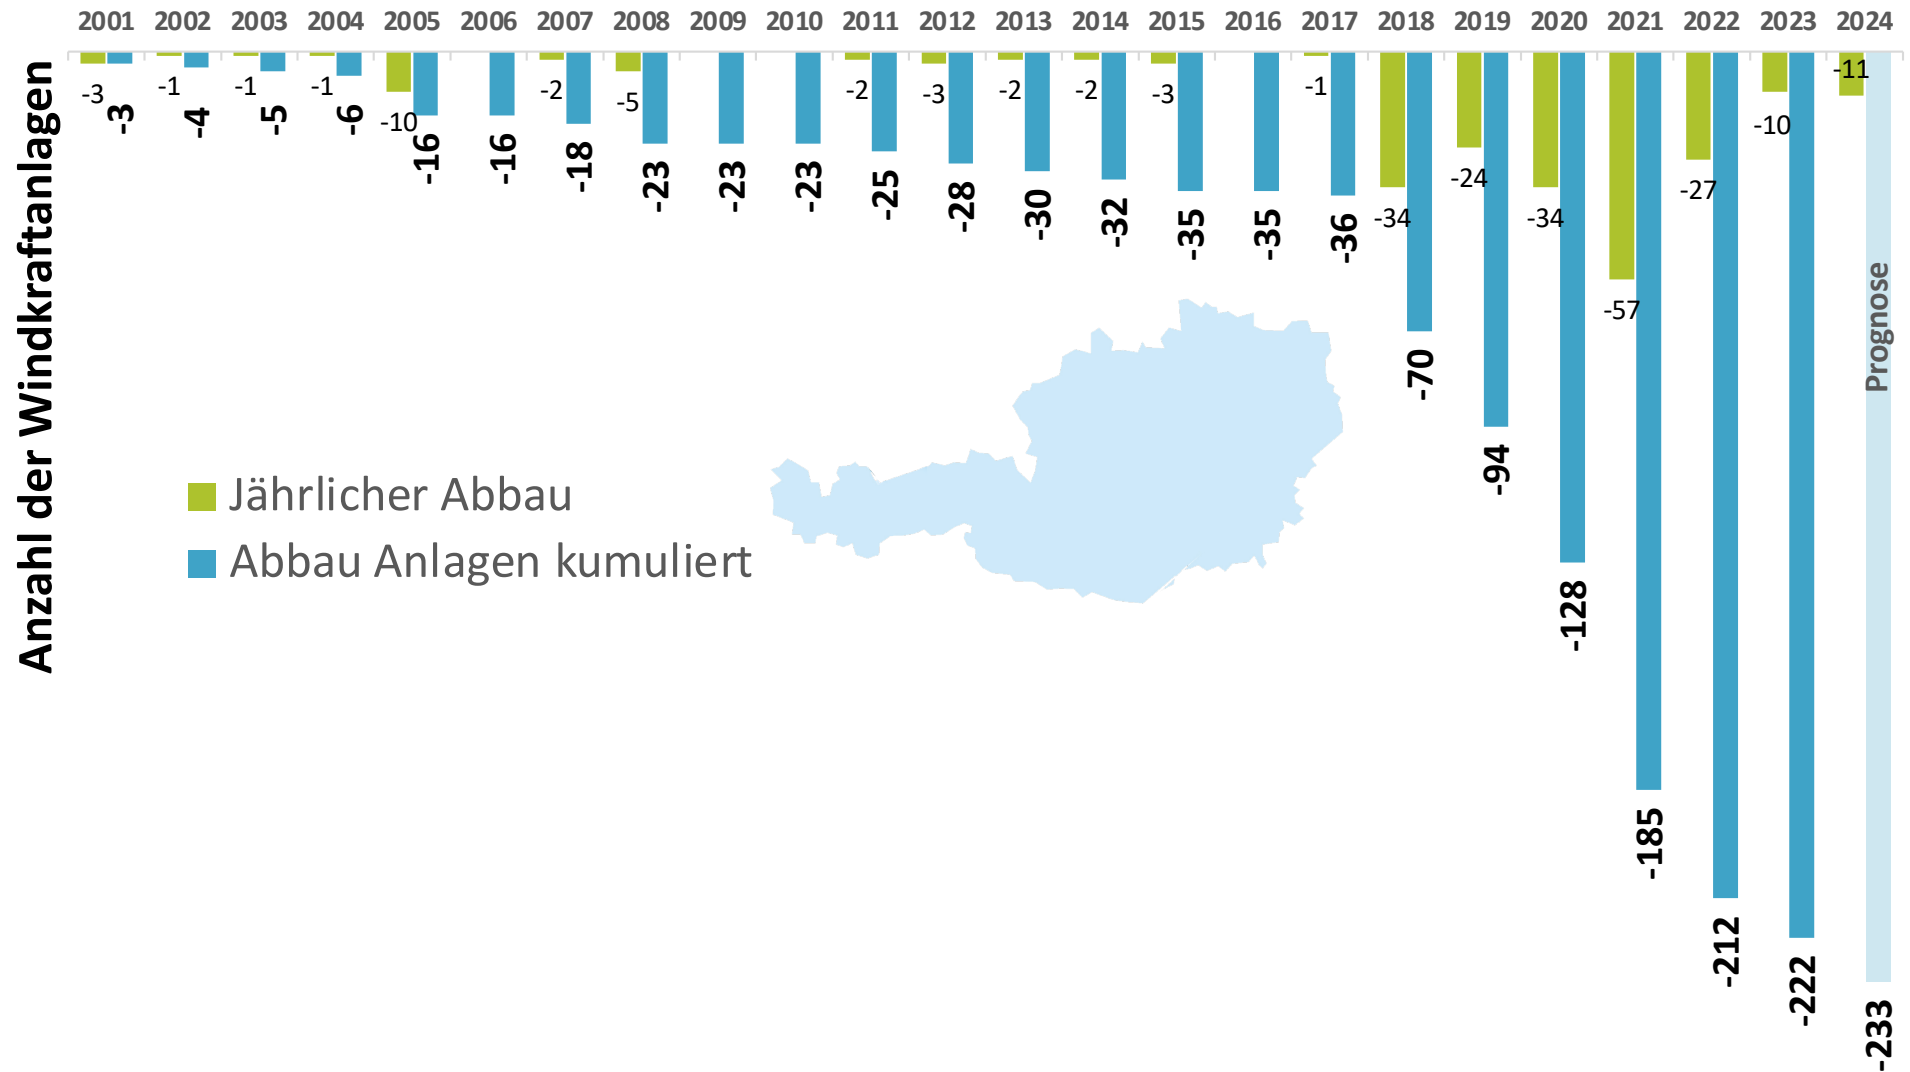 2001 2002 2003 2004 2005 2006 2007 2008 2009 2010 2011 2012 2013 2014 2015 2016 2017 2018 2019 2020 2021 2022 2023 2024
Anzahl der Windkraftanlagen
-3 -1 -1 -1 -10 -2 -5 -2 -3 -2 -2 -3 -1 -34 -24 -34 -57 -27 -10 -11
-3 -4 -5 -6 -16 -16 -18 -23 -23 -23 -25 -28 -30 -32 -35 -35 -36 -70 -94 -128 -185 -212 -222 -233
Prognose
Jährlicher Abbau
Abbau Anlagen kumuliert